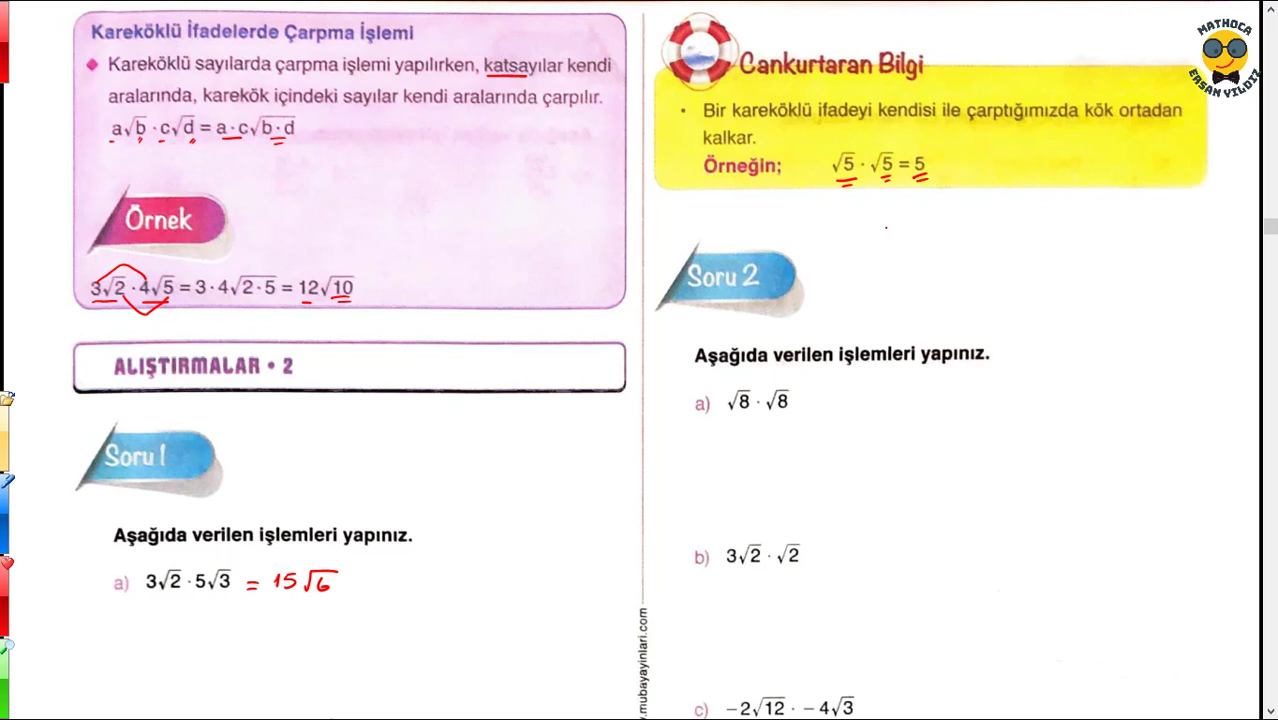 Kareköklü İfadelerde Çarpma İşlemi
Kareköklü sayılarda çarpma işlemi yapılırken, katsayılar kendi
aralarında, karekök içindeki sayılar kendi aralarında çarpılır.
a√b · c√d = a · c√b · d
Örnek
3√2 · 4√5 = 3 · 4√2 · 5 = 12√10
ALIŞTIRMALAR • 2
Soru 1
Aşağıda verilen işlemleri yapınız.
a) 3√2 · 5√3 = 15√6
Cankurtaran Bilgi
• Bir kareköklü ifadeyi kendisi ile çarptığımızda kök ortadan
kalkar.
Örneğin; √5 · √5 = 5
Soru 2
Aşağıda verilen işlemleri yapınız.
a) √8 · √8
b) 3√2 · √2
c) −2√12 · −4√3
.mubayayinlari.com
MATHOCA
ERSAN YILDIZ